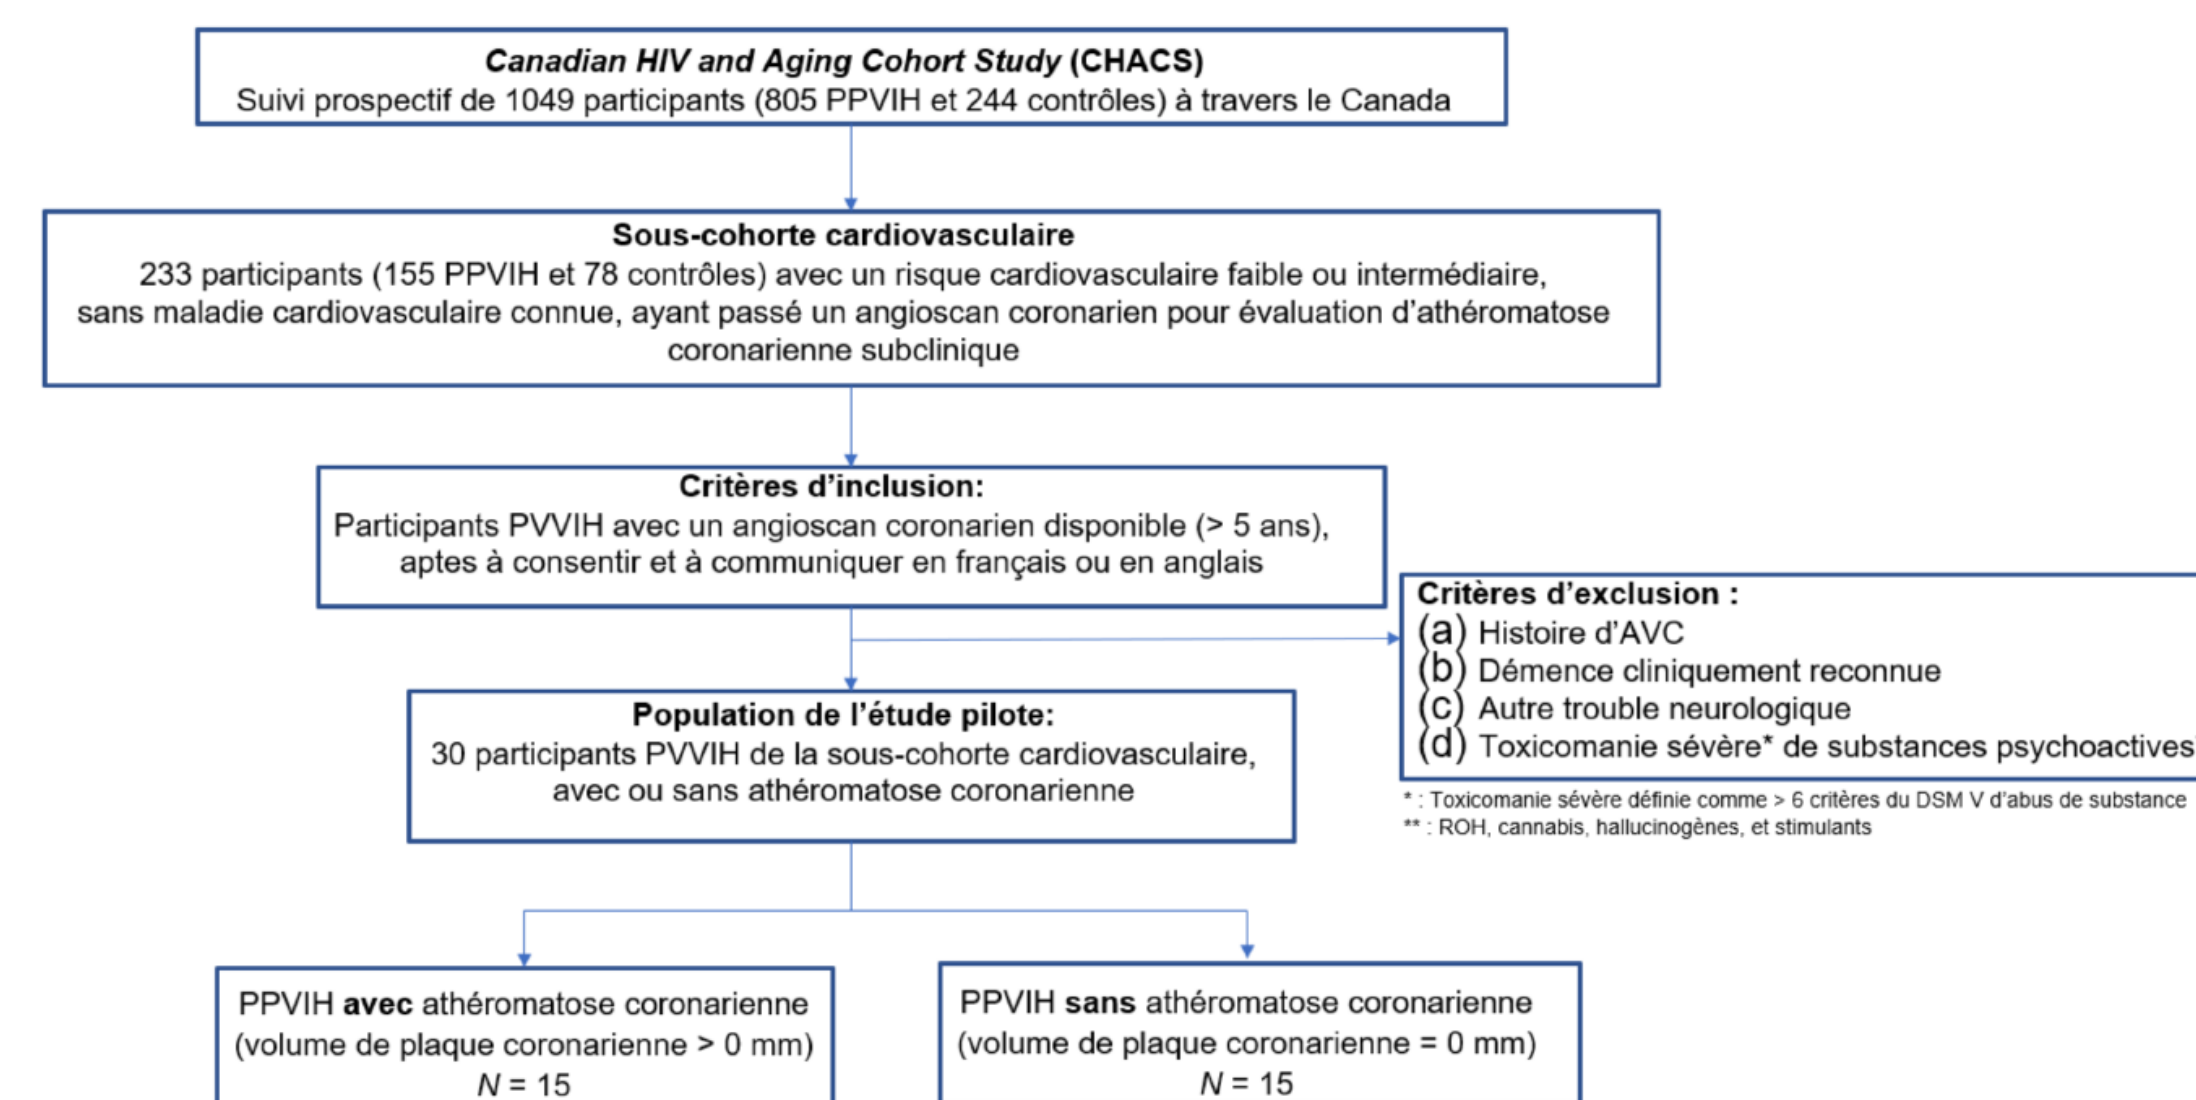 Canadian HIV and Aging Cohort Study (CHACS)
Suivi prospectif de 1049 participants (805 PPVIH et 244 contrôles) à travers le Canada
Sous-cohorte cardiovasculaire
233 participants (155 PPVIH et 78 contrôles) avec un risque cardiovasculaire faible ou intermédiaire,
sans maladie cardiovasculaire connue, ayant passé un angioscan coronarien pour évaluation d’athéromatose
coronarienne subclinique
Critères d’inclusion:
Participants PVVIH avec un angioscan coronarien disponible (> 5 ans),
aptes à consentir et à communiquer en français ou en anglais
Critères d’exclusion :
(a) Histoire d’AVC
(b) Démence cliniquement reconnue
(c) Autre trouble neurologique
(d) Toxicomanie sévère* de substances psychoactives
* : Toxicomanie sévère définie comme > 6 critères du DSM V d’abus de substance
** : ROH, cannabis, hallucinogènes, et stimulants
Population de l’étude pilote:
30 participants PVVIH de la sous-cohorte cardiovasculaire,
avec ou sans athéromatose coronarienne
PPVIH avec athéromatose coronarienne
(volume de plaque coronarienne > 0 mm)
N = 15
PPVIH sans athéromatose coronarienne
(volume de plaque coronarienne = 0 mm)
N = 15